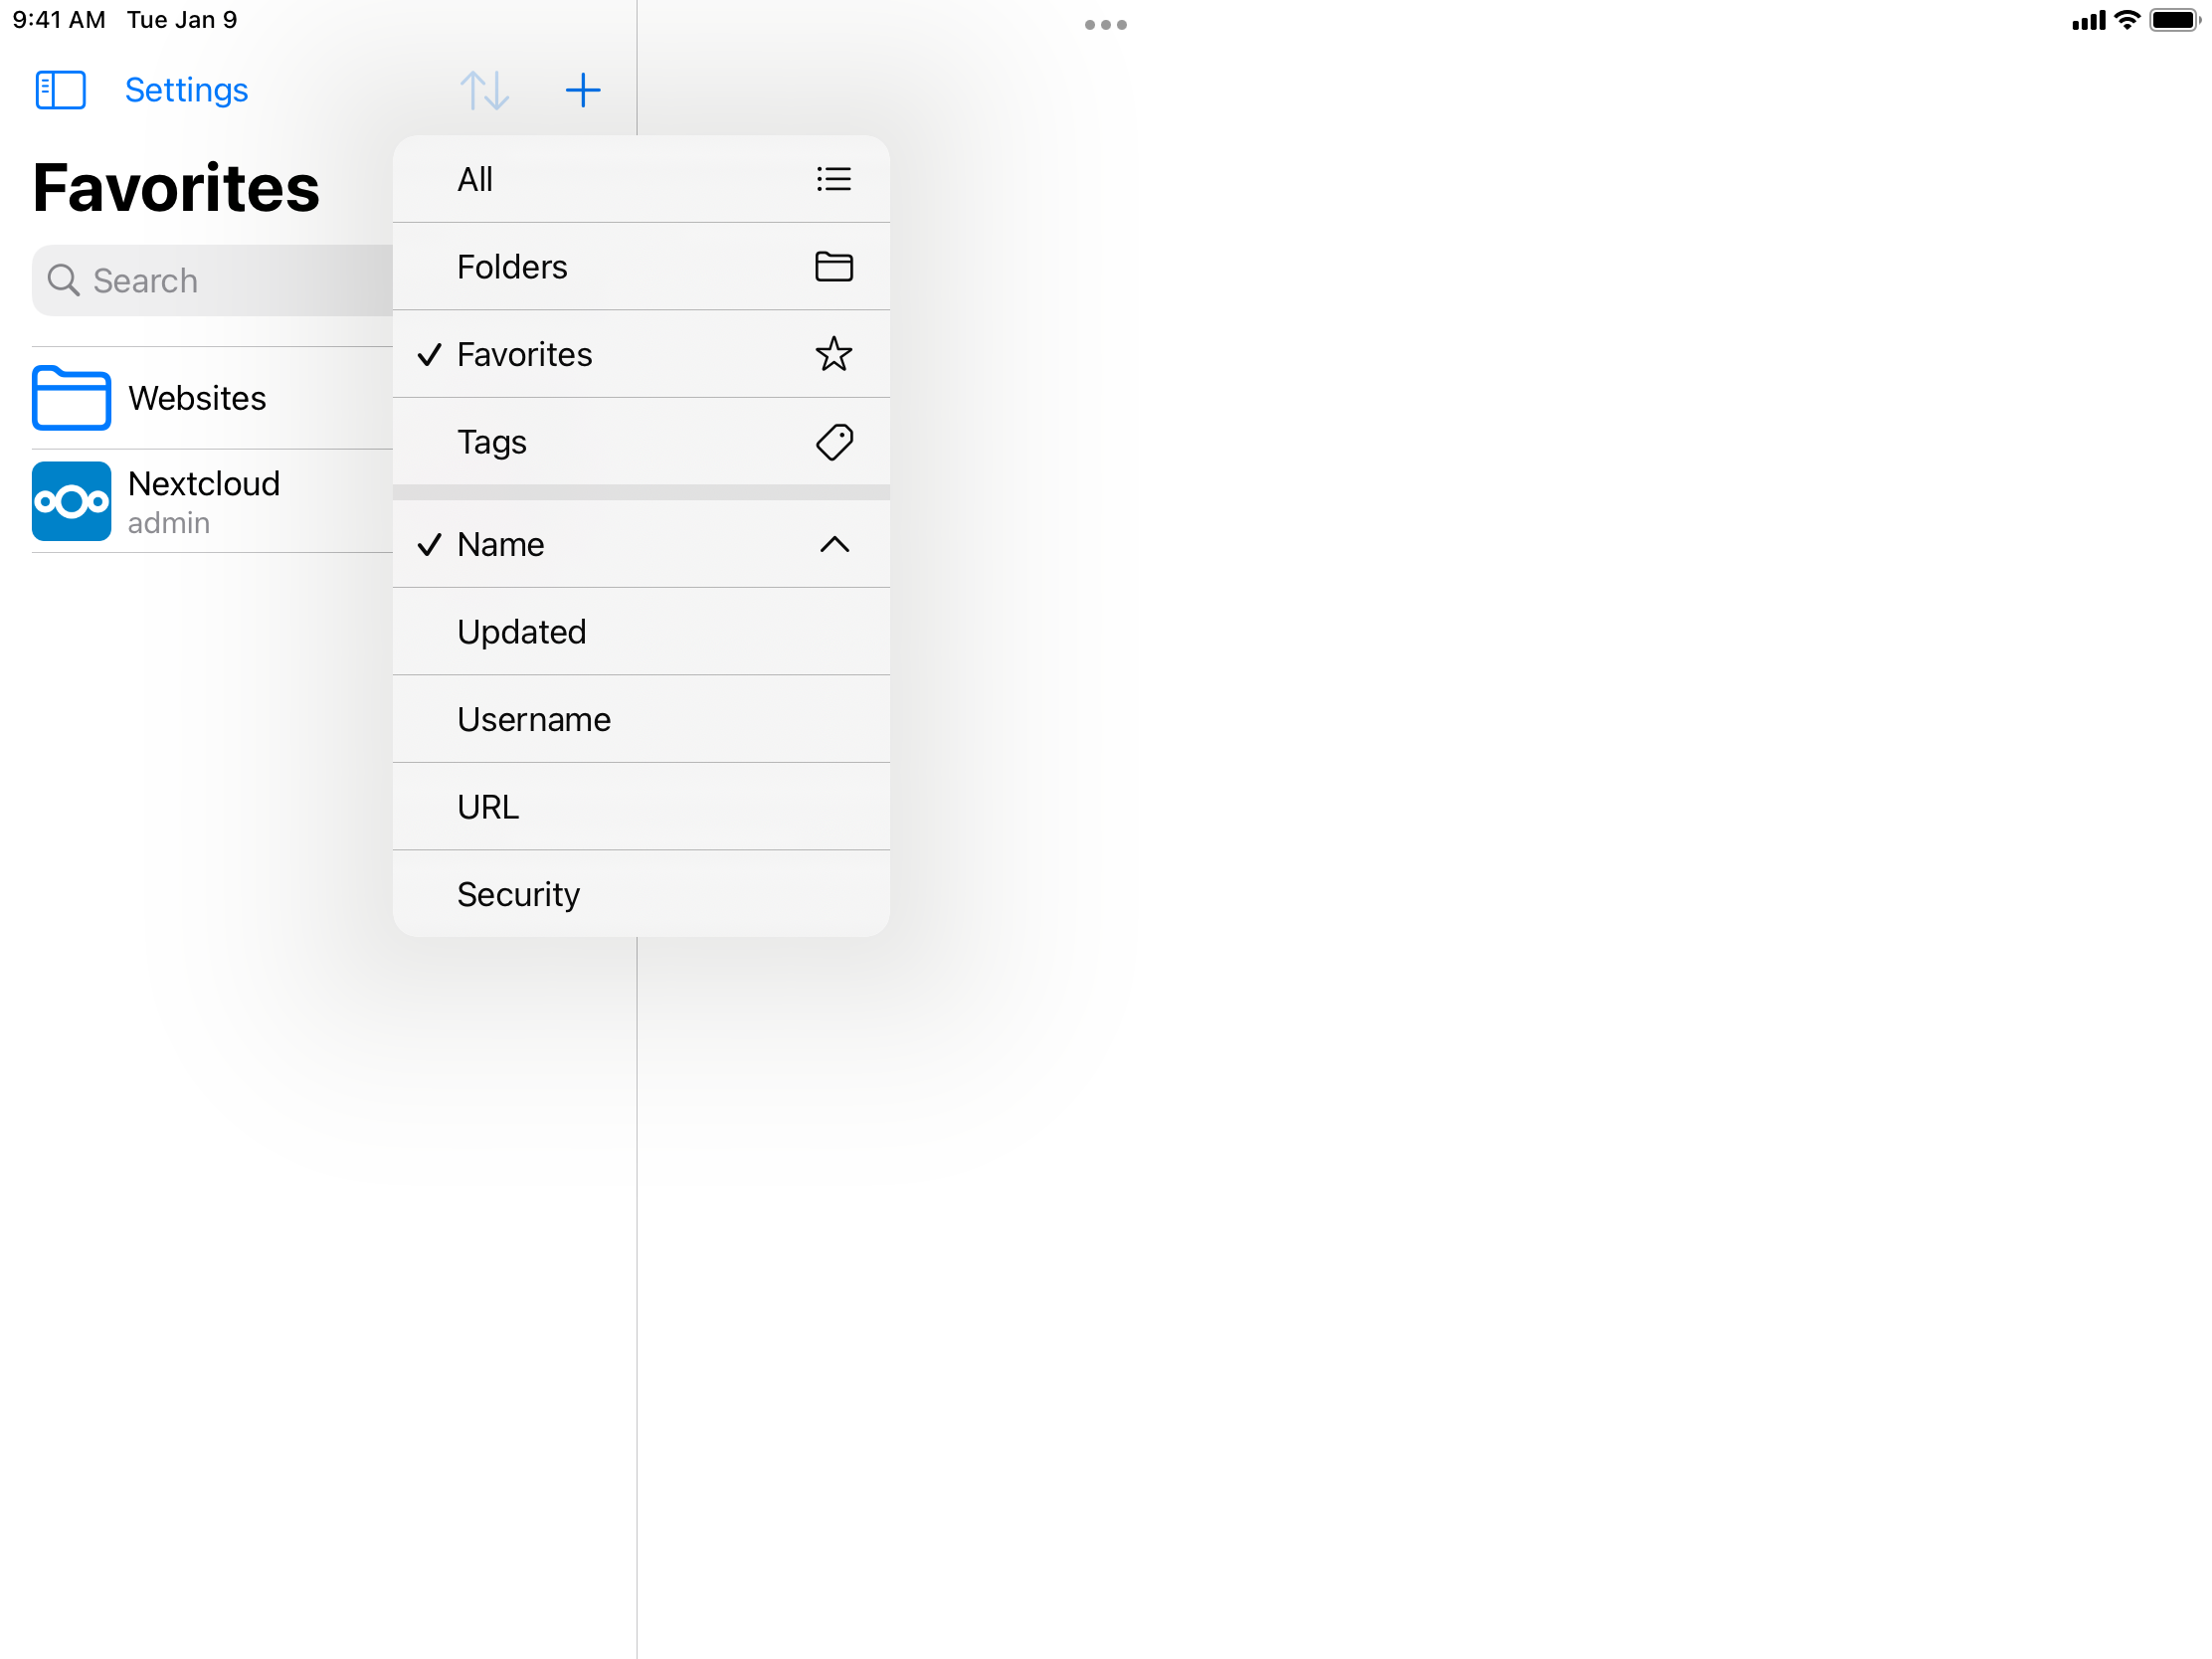 9:41 AM Tue Jan 9
Settings
Favorites
Search
Websites
Nextcloud
admin
All
Folders
Favorites
Tags
Name
Updated
Username
URL
Security